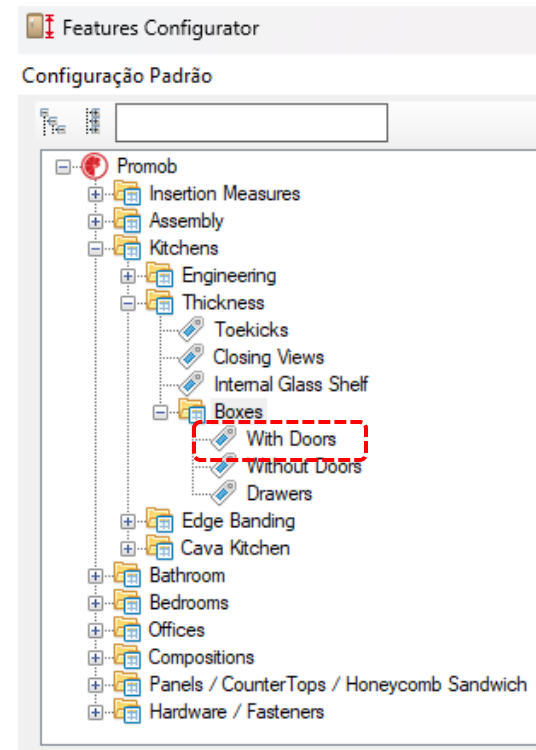 Features Configurator
Configuração Padrão
Promob
Insertion Measures
Assembly
Kitchens
Engineering
Thickness
Toekicks
Closing Views
Internal Glass Shelf
Boxes
With Doors
Without Doors
Drawers
Edge Banding
Cava Kitchen
Bathroom
Bedrooms
Offices
Compositions
Panels / CounterTops / Honeycomb Sandwich
Hardware / Fasteners